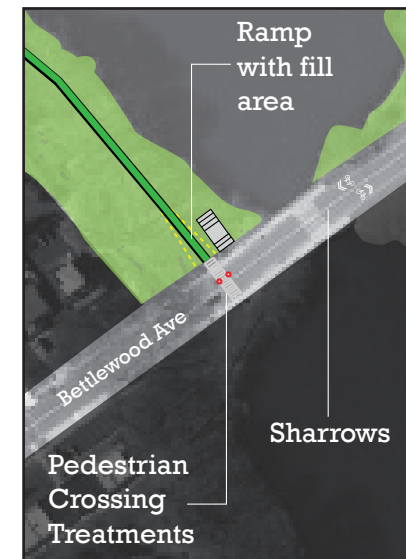 Ramp
with fill
area
Bettlewood Ave
Sharrows
Pedestrian
Crossing
Treatments